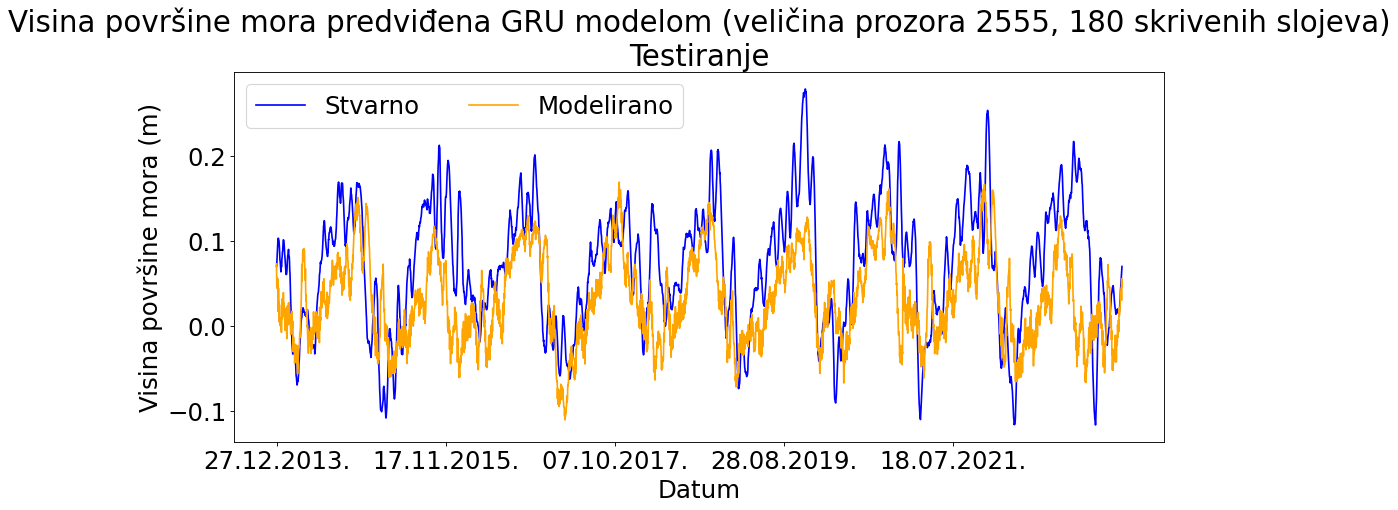 Visina površine mora predviđena GRU modelom (veličina prozora 2555, 180 skrivenih slojeva)
Testiranje
Stvarno Modelirano
Visina površine mora (m)
0.2
0.1
0.0
−0.1
27.12.2013. 17.11.2015. 07.10.2017. 28.08.2019. 18.07.2021.
Datum